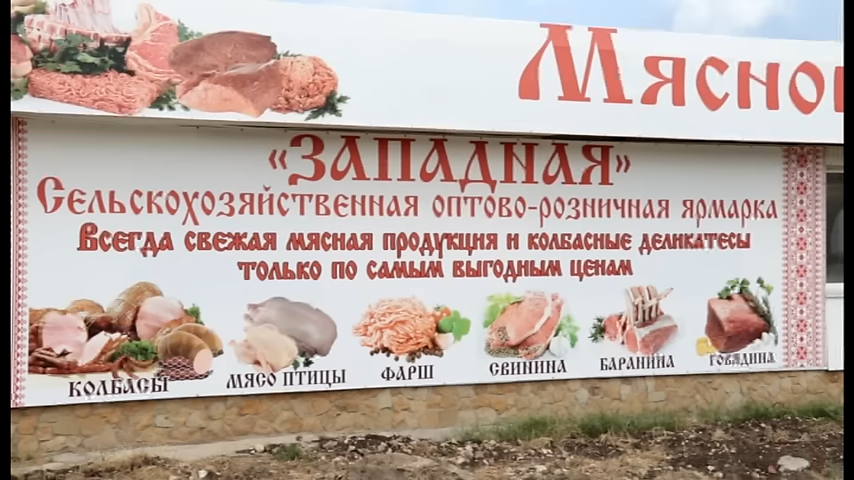 Мясно
«ЗАПАДНАЯ»
Сельскохозяйственная оптово-розничная ярмарка
Всегда свежая мясная продукция и колбасные деликатесы
только по самым выгодным ценам
КОЛБАСЫ МЯСО ПТИЦЫ ФАРШ СВИНИНА БАРАНИНА ГОВЯДИНА